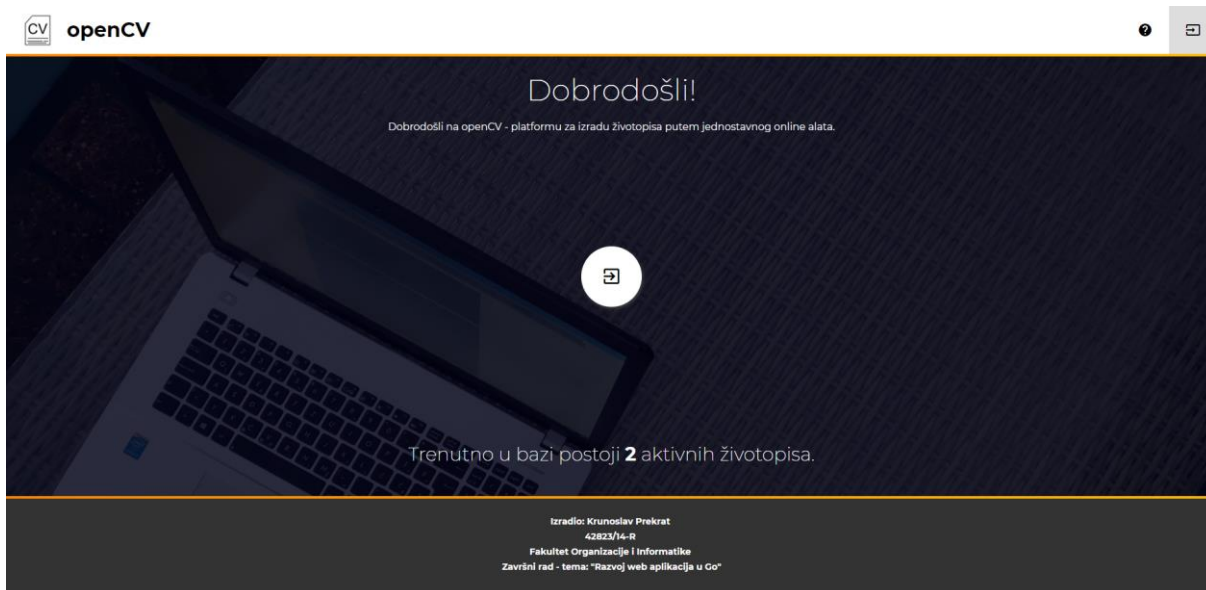 CV openCV
Dobrodošli!
Dobrodošli na openCV - platformu za izradu životopisa putem jednostavnog online alata.
Trenutno u bazi postoji 2 aktivnih životopisa.
Izradio: Krunoslav Prekrat
42823/14-R
Fakultet Organizacije i Informatike
Završni rad - tema: "Razvoj web aplikacija u Go"